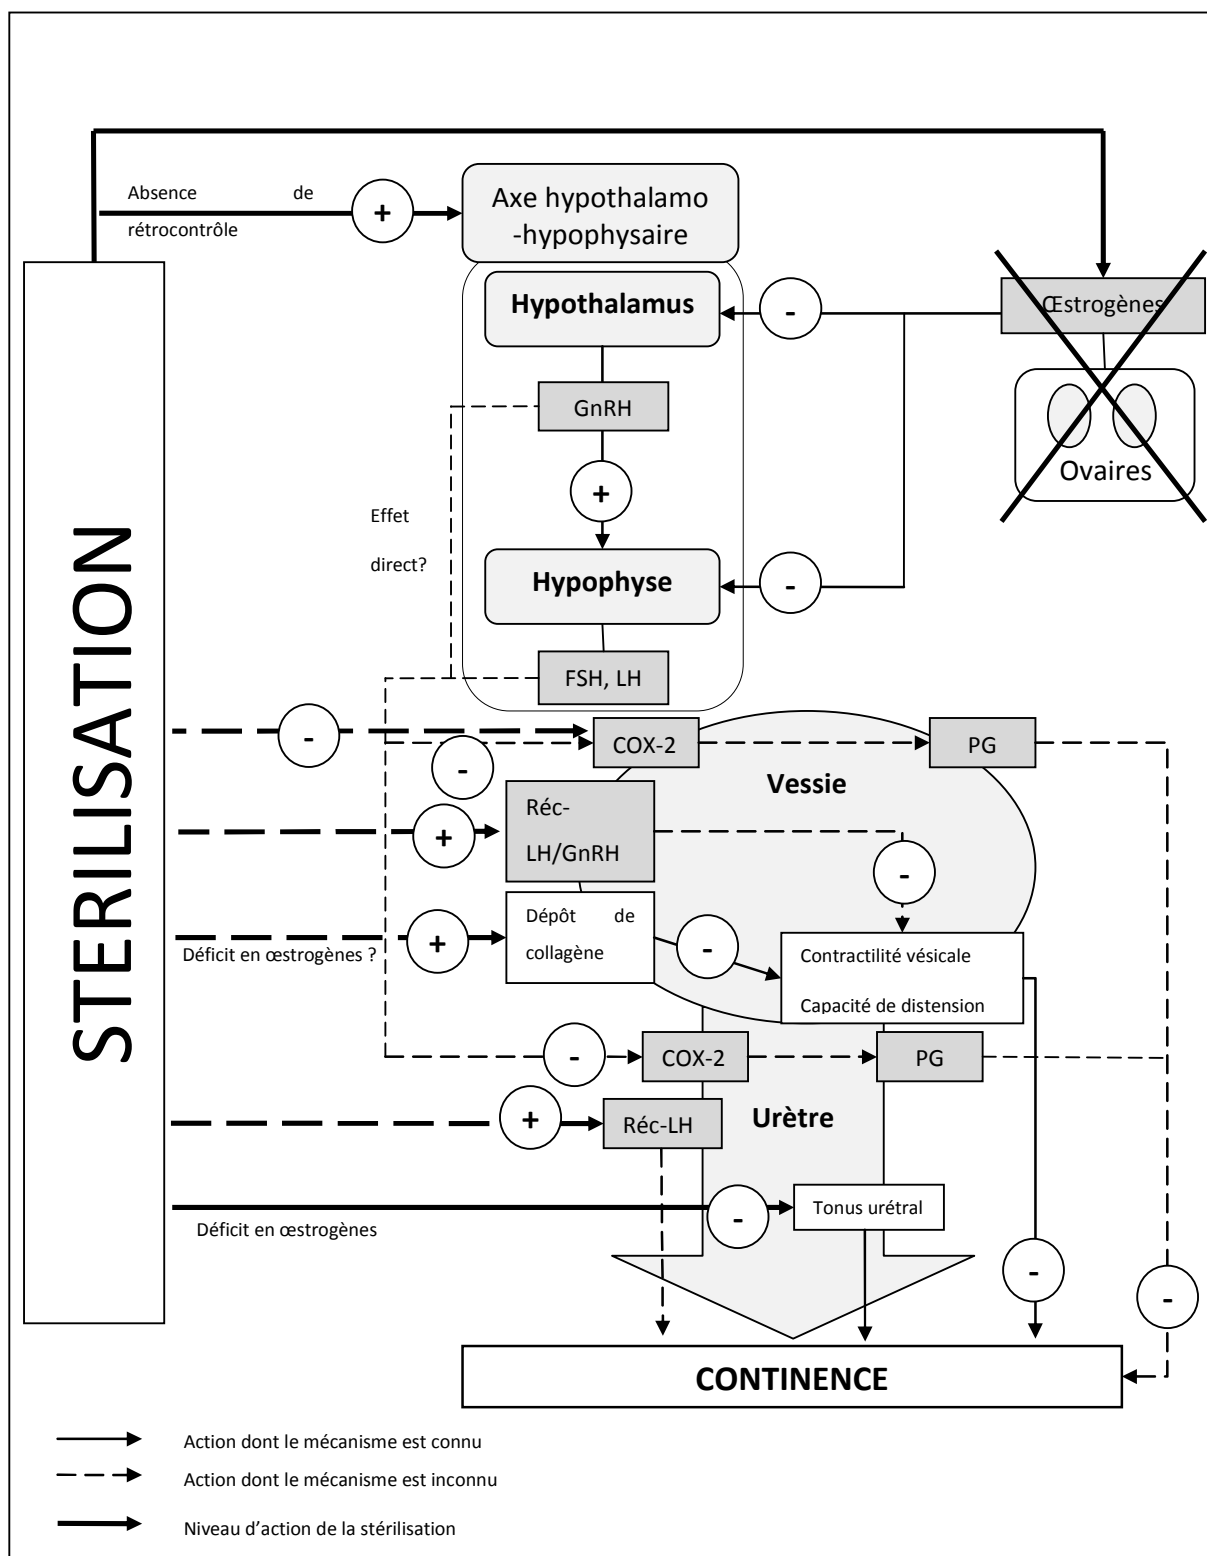 Absence de
rétrocontrôle
+
Axe hypothalamo
-hypophysaire
Hypothalamus
-
Œstrogènes
GnRH
Ovaires
+
Effet
direct?
Hypophyse
-
FSH, LH
STERILISATION
-
COX-2
PG
-
Vessie
Réc-
LH/GnRH
+
-
Dépôt de
collagène
+
-
Déficit en œstrogènes ?
Contractilité vésicale
Capacité de distension
-
COX-2
PG
+
Réc-LH
Urètre
Tonus urétral
-
Déficit en œstrogènes
-
-
CONTINENCE
Action dont le mécanisme est connu
Action dont le mécanisme est inconnu
Niveau d'action de la stérilisation